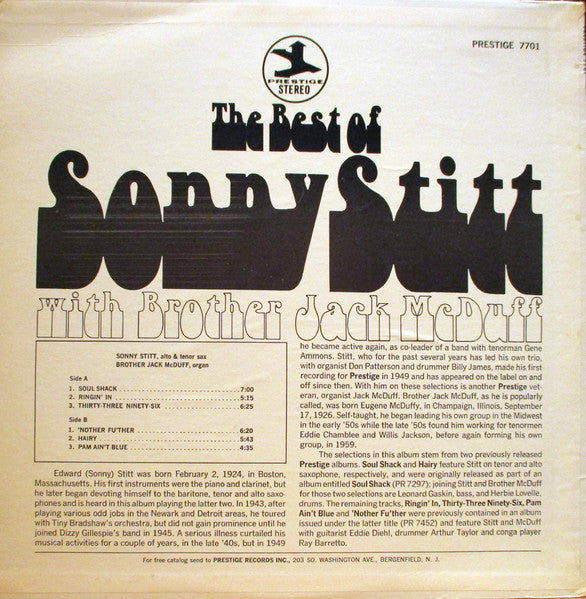 PRESTIGE 7701
PRESTIGE
STEREO
The Best of
Sonny Stitt
with Brother Jack McDuff
SONNY STITT, alto & tenor sax
BROTHER JACK McDUFF, organ
Side A
1. SOUL SHACK 7:00
2. RINGIN' IN 5:15
3. THIRTY-THREE NINETY-SIX 6:25
Side B
1. 'NOTHER FU'THER 6:20
2. HAIRY 5:43
3. PAM AIN'T BLUE 4:35
Edward (Sonny) Stitt was born February 2, 1924, in Boston,
Massachusetts. His first instruments were the piano and clarinet, but
he later began devoting himself to the baritone, tenor and alto saxo-
phones and is heard in this album playing the latter two. In 1943, after
playing various odd jobs in the Newark and Detroit areas, he toured
with Tiny Bradshaw's orchestra, but did not gain prominence until he
joined Dizzy Gillespie's band in 1945. A serious illness curtailed his
musical activities for a couple of years, in the late '40s, but in 1949
he became active again, as co-leader of a band with tenorman Gene
Ammons. Stitt, who for the past several years has led his own trio,
with organist Don Patterson and drummer Billy James, made his first
recording for Prestige in 1949 and has appeared on the label on and
off since then. With him on these selections is another Prestige vet-
eran, organist Jack McDuff. Brother Jack McDuff, as he is popularly
called, was born Eugene McDuffy, in Champaign, Illinois, September
17, 1926. Self-taught, he began leading his own group in the Midwest
in the early '50s while the late '50s found him working for tenormen
Eddie Chamblee and Willis Jackson, before again forming his own
group, in 1959.
The selections in this album stem from two previously released
Prestige albums. Soul Shack and Hairy feature Stitt on tenor and alto
saxophone, respectively, and were originally released as part of an
album entitled Soul Shack (PR 7297); joining Stitt and Brother McDuff
for those two selections are Leonard Gaskin, bass, and Herbie Lovelle,
drums. The remaining tracks, Ringin' In, Thirty-Three Ninety-Six, Pam
Ain't Blue and 'Nother Fu'ther were previously contained in an album
issued under the latter title (PR 7452) and feature Stitt and McDuff
with guitarist Eddie Diehl, drummer Arthur Taylor and conga player
Ray Barretto.
For free catalog send to PRESTIGE RECORDS INC., 203 SO. WASHINGTON AVE., BERGENFIELD, N. J.